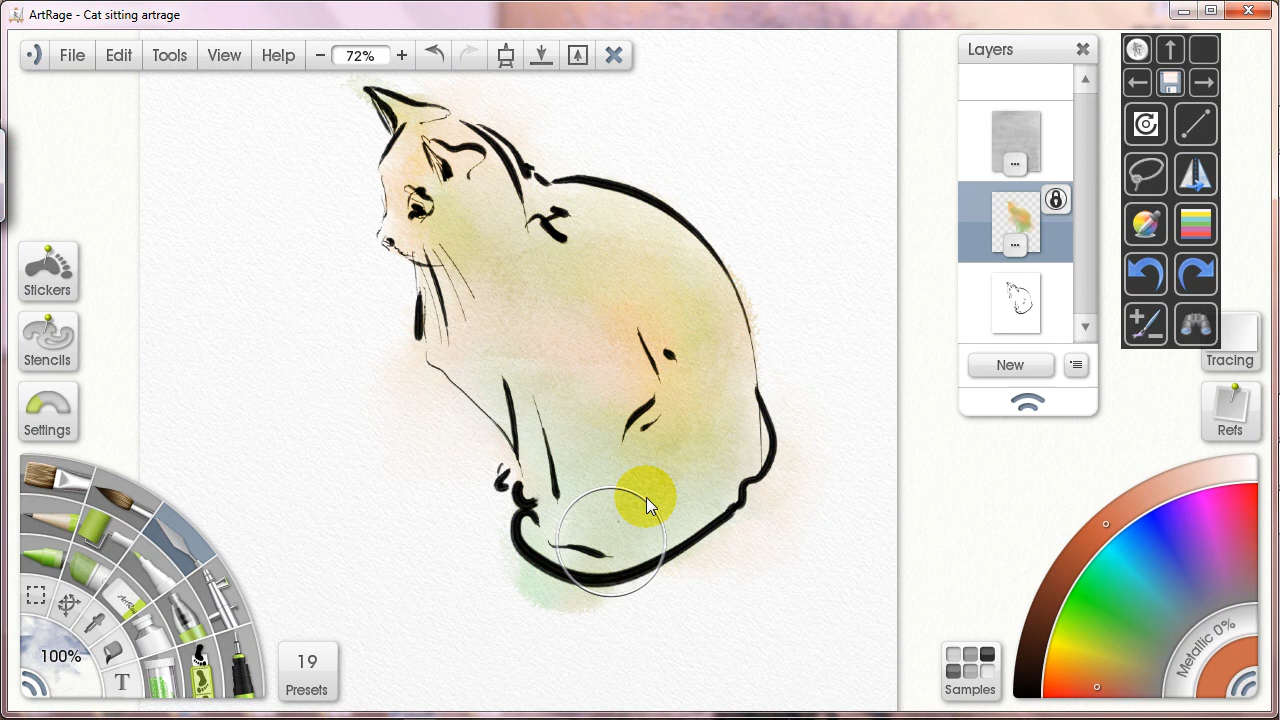 ArtRage - Cat sitting artrage
File Edit Tools View Help − 72% +
Layers
...
...
New
Stickers
Stencils
Settings
Tracing
Refs
100%
T
19
Presets
Samples
Metallic 0%